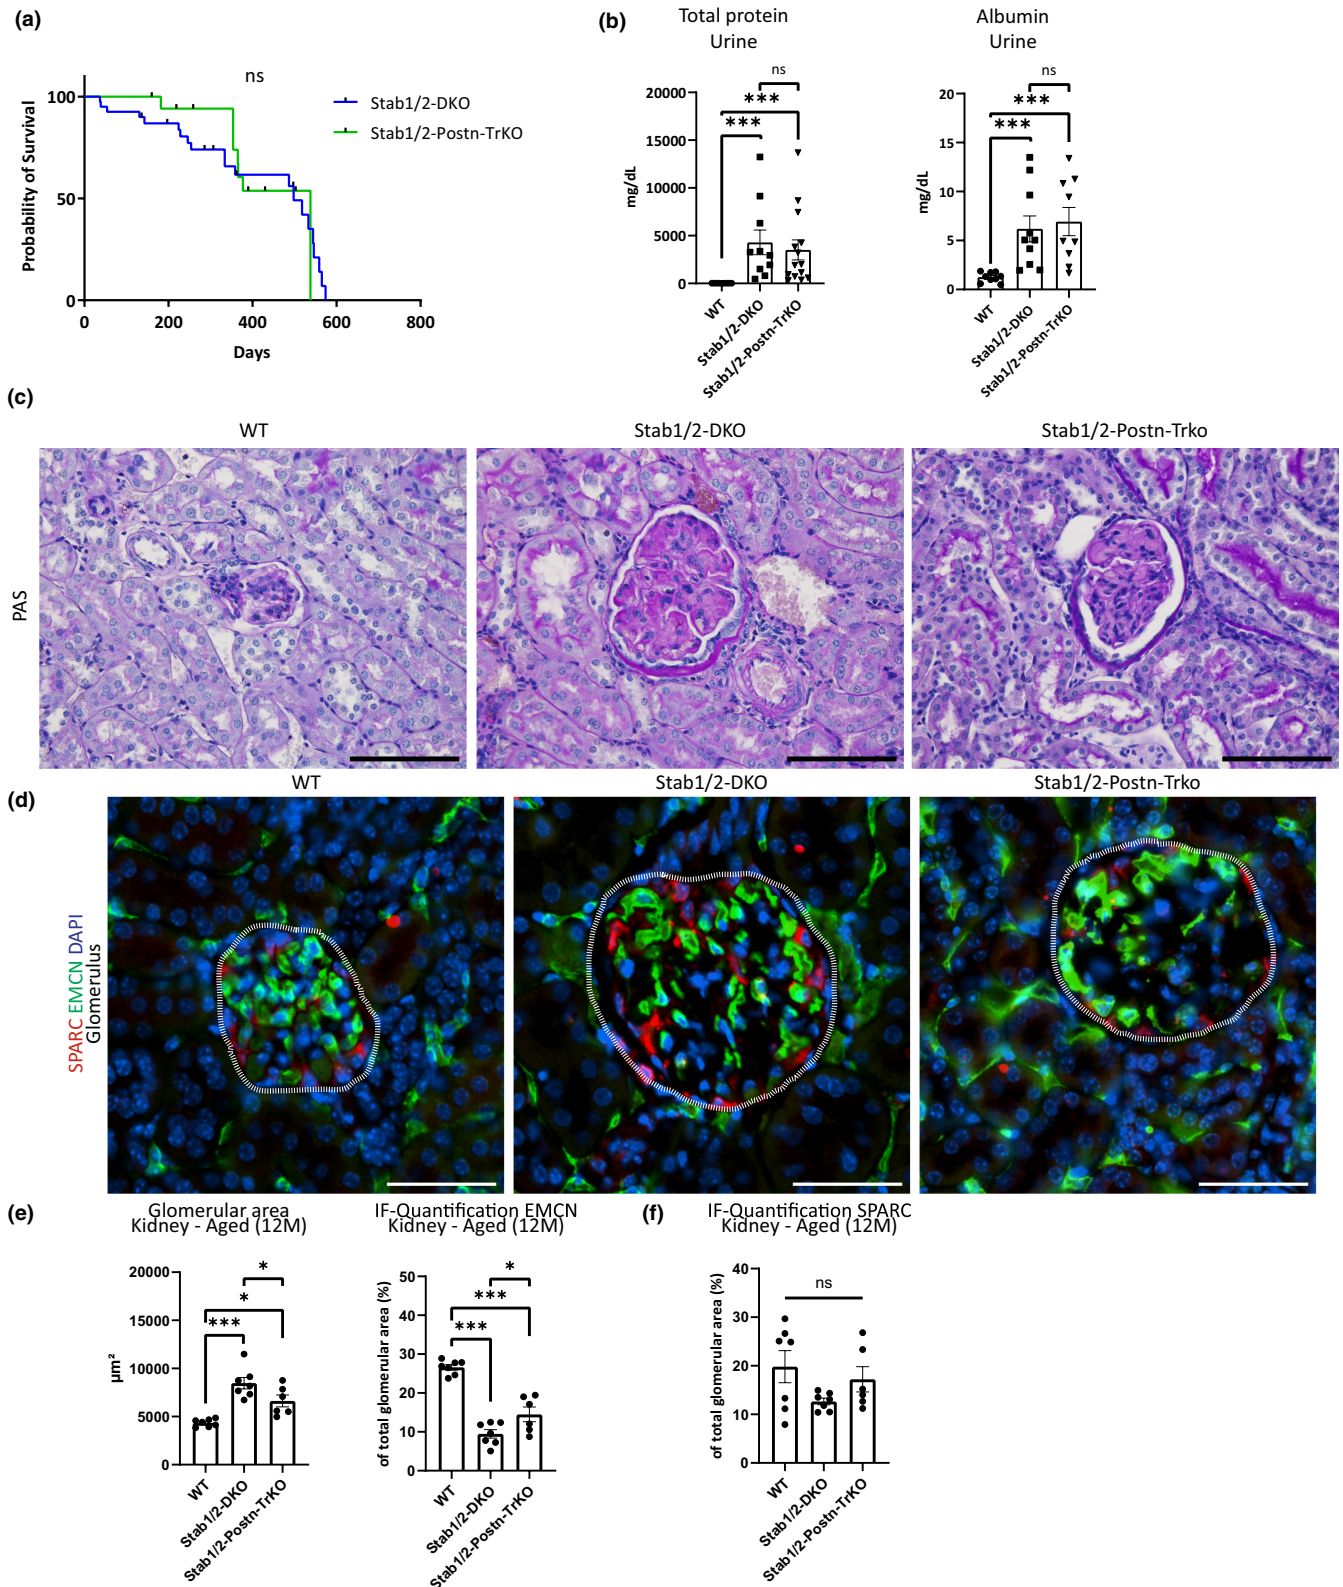 (a)
ns
100
50
0
0 200 400 600 800
Probability of Survival
Days
Stab1/2-DKO
Stab1/2-Postn-TrKO
(b)
Total protein
Urine
ns
***
***
20000
15000
10000
5000
0
mg/dL
WT
Stab1/2-DKO
Stab1/2-Postn-TrKO
Albumin
Urine
ns
***
***
20
15
10
5
0
mg/dL
WT
Stab1/2-DKO
Stab1/2-Postn-TrKO
(c)
WT Stab1/2-DKO Stab1/2-Postn-Trko
PAS
(d)
WT Stab1/2-DKO Stab1/2-Postn-Trko
SPARC EMCN DAPI
Glomerulus
(e)
Glomerular area
Kidney - Aged (12M)
*
*
***
20000
15000
10000
5000
0
µm²
WT
Stab1/2-DKO
Stab1/2-Postn-TrKO
IF-Quantification EMCN
Kidney - Aged (12M)
*
***
***
50
40
30
20
10
0
of total glomerular area (%)
WT
Stab1/2-DKO
Stab1/2-Postn-TrKO
(f)
IF-Quantification SPARC
Kidney - Aged (12M)
ns
40
30
20
10
0
of total glomerular area (%)
WT
Stab1/2-DKO
Stab1/2-Postn-TrKO